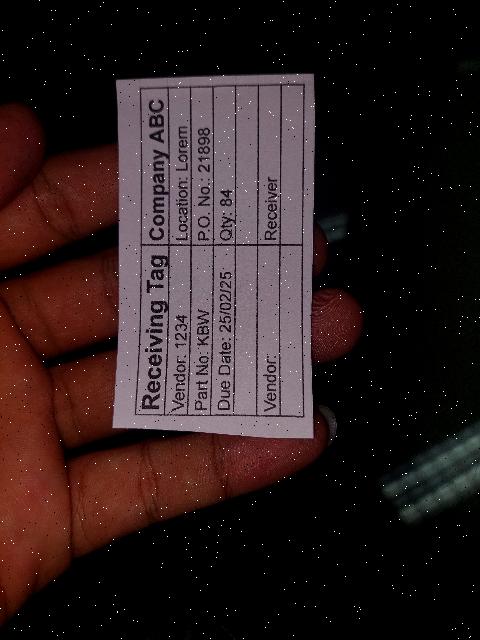 Receiving Tag Company ABC
Vendor: 1234 Location: Lorem
Part No: KBW P.O. No.: 21898
Due Date: 25/02/25 Qty: 84
Vendor: Receiver